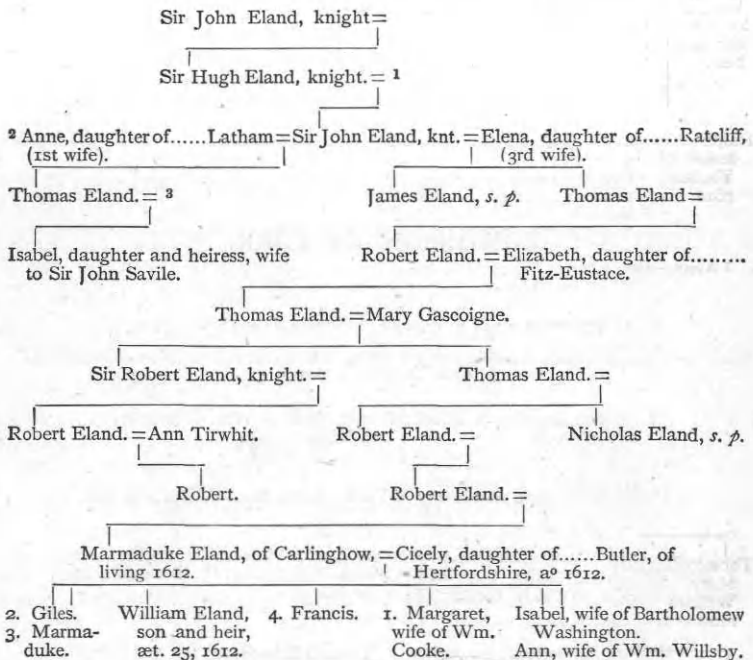 Sir John Eland, knight=
Sir Hugh Eland, knight. = ¹
² Anne, daughter of......Latham=Sir John Eland, knt.=Elena, daughter of......Ratcliff,
(1st wife). (3rd wife).
Thomas Eland. = ³ James Eland, s. p. Thomas Eland=
Isabel, daughter and heiress, wife Robert Eland. =Elizabeth, daughter of.........
to Sir John Savile. Fitz-Eustace.
Thomas Eland. = Mary Gascoigne.
Sir Robert Eland, knight. = Thomas Eland. =
Robert Eland. = Ann Tirwhit. Robert Eland. = Nicholas Eland, s. p.
Robert. Robert Eland. =
Marmaduke Eland, of Carlinghow, =Cicely, daughter of......Butler, of
living 1612. Hertfordshire, aº 1612.
2. Giles. William Eland, 4. Francis. 1. Margaret, Isabel, wife of Bartholomew
3. Marma- son and heir, wife of Wm. Washington.
duke. æt. 25, 1612. Cooke. Ann, wife of Wm. Willsby.